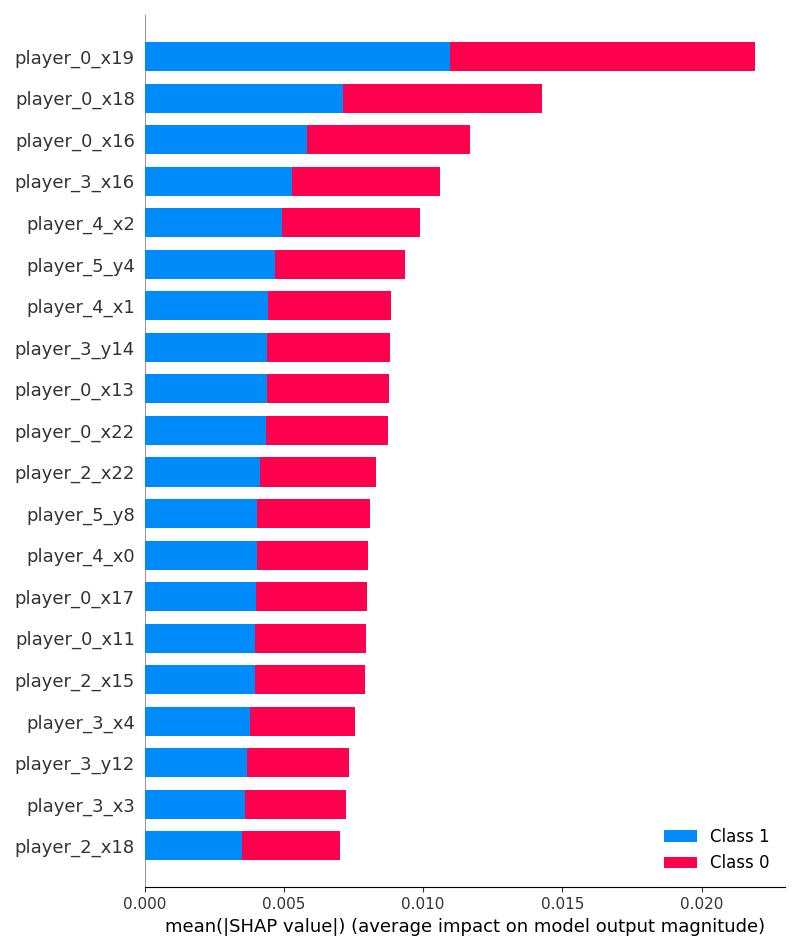 player_0_x19
player_0_x18
player_0_x16
player_3_x16
player_4_x2
player_5_y4
player_4_x1
player_3_y14
player_0_x13
player_0_x22
player_2_x22
player_5_y8
player_4_x0
player_0_x17
player_0_x11
player_2_x15
player_3_x4
player_3_y12
player_3_x3
player_2_x18
Class 1
Class 0
0.000 0.005 0.010 0.015 0.020
mean(|SHAP value|) (average impact on model output magnitude)